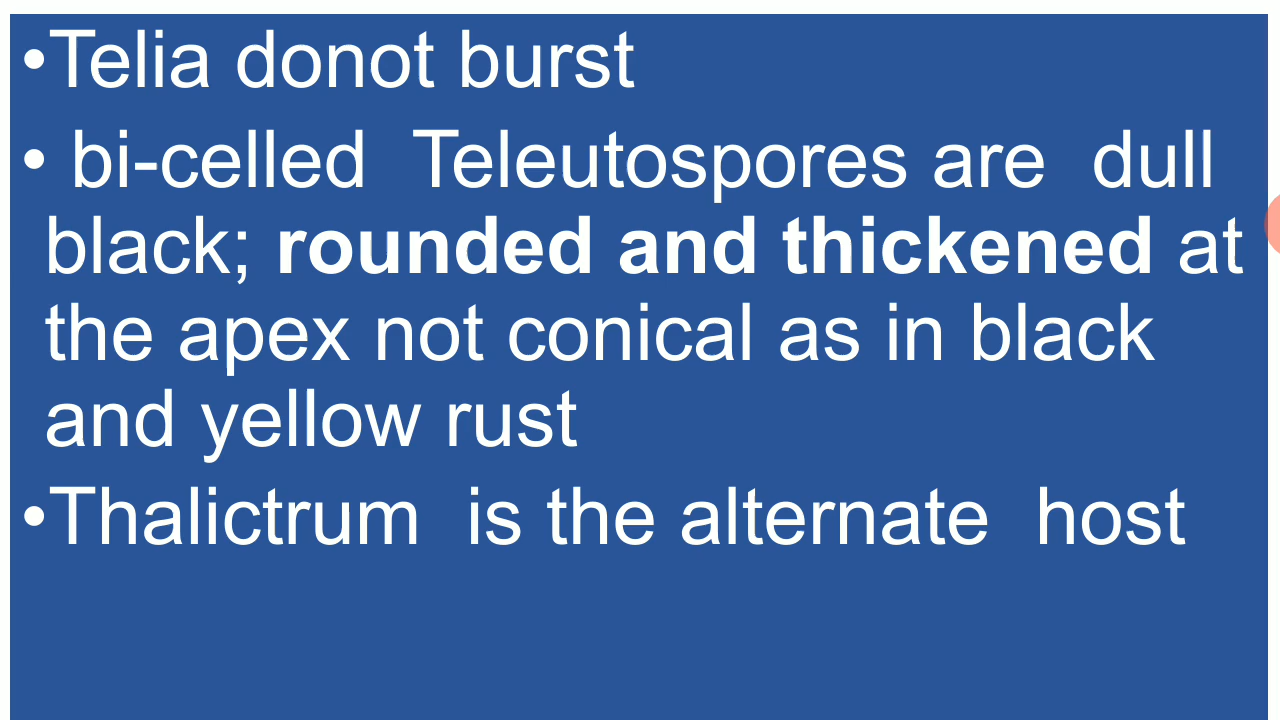 •Telia donot burst
• bi-celled  Teleutospores are  dull
black; rounded and thickened at
the apex not conical as in black
and yellow rust
•Thalictrum  is the alternate  host